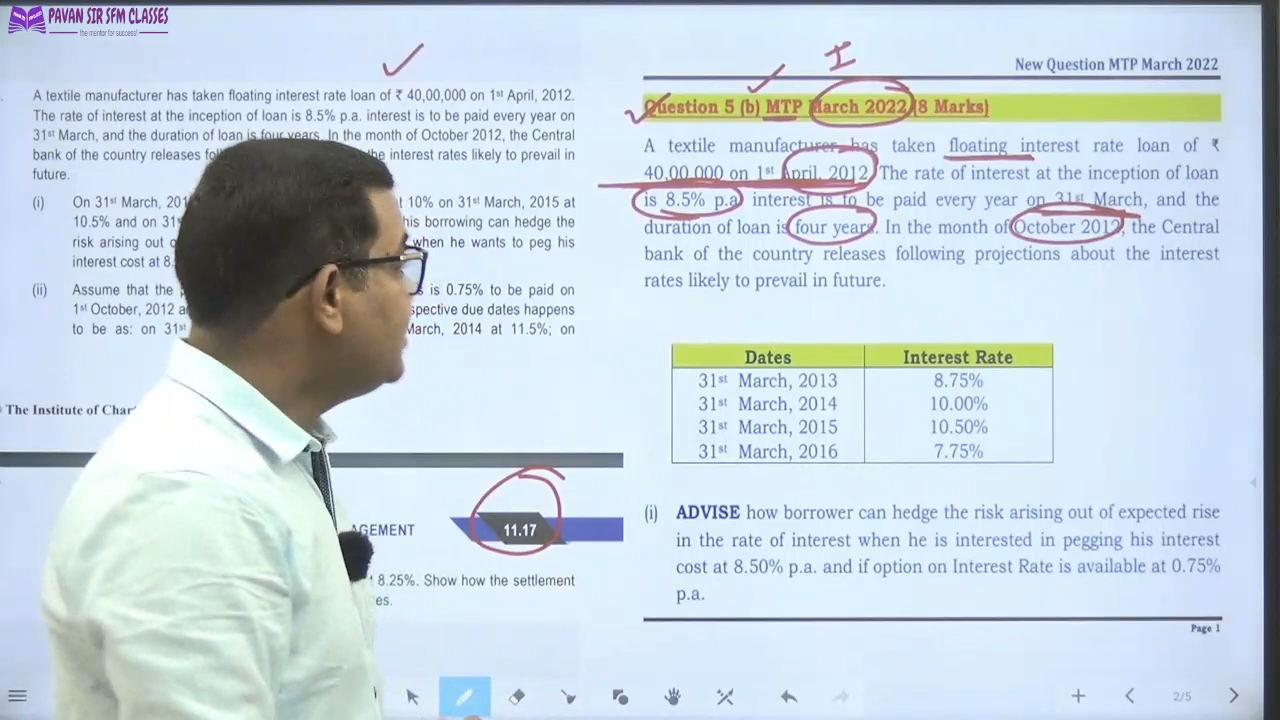 PAVAN SIR SFM CLASSES
the mentor for success!
A textile manufacturer has taken floating interest rate loan of ₹ 40,00,000 on 1st April, 2012.
The rate of interest at the inception of loan is 8.5% p.a. interest is to be paid every year on
31st March, and the duration of loan is four years. In the month of October 2012, the Central
bank of the country releases the interest rates likely to prevail in
future.
(i) On 31st March, t 10% on 31st March, 2015 at
10.5% and on his borrowing can hedge the
risk arising out when he wants to peg his
interest cost at
(ii) Assume that the is 0.75% to be paid on
1st October, 2012 spective due dates happens
to be as: on March, 2014 at 11.5%; on
The Institute of
AGEMENT
11.17
8.25%. Show how the settlement
es.
New Question MTP March 2022
I
Question 5 (b) MTP March 2022 (8 Marks)
A textile manufacturer has taken floating interest rate loan of ₹
40,00,000 on 1st April, 2012. The rate of interest at the inception of loan
is 8.5% p.a interest is to be paid every year on 31st March, and the
duration of loan is four years. In the month of October 2012, the Central
bank of the country releases following projections about the interest
rates likely to prevail in future.
Dates Interest Rate
31st March, 2013 8.75%
31st March, 2014 10.00%
31st March, 2015 10.50%
31st March, 2016 7.75%
(i) ADVISE how borrower can hedge the risk arising out of expected rise
in the rate of interest when he is interested in pegging his interest
cost at 8.50% p.a. and if option on Interest Rate is available at 0.75%
p.a.
Page 1
2/5